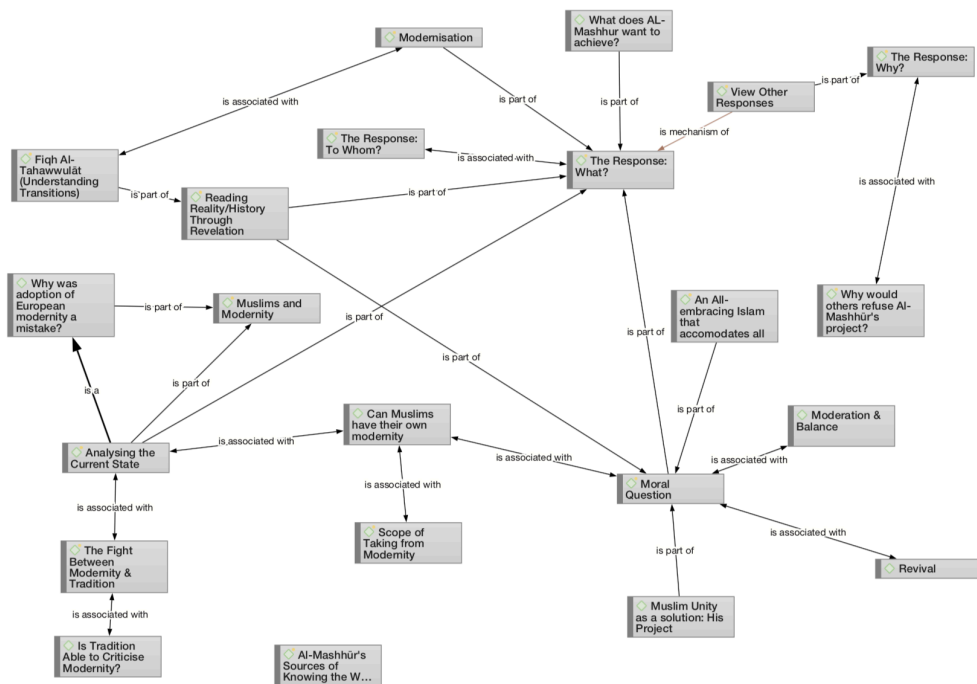 Modernisation
What does AL-
Mashhur want to
achieve?
The Response:
Why?
is part of
View Other
Responses
is associated with
is part of
is part of
is mechanism of
The Response:
To Whom?
is associated with
The Response:
What?
Fiqh Al-
Tahawwulāt
(Understanding
Transitions)
is part of
Reading
Reality/History
Through
Revelation
is part of
is associated with
Why was
adoption of
European
modernity a
mistake?
is part of
Muslims and
Modernity
An All-
embracing Islam
that
accomodates all
Why would
others refuse Al-
Mashhūr's
project?
is part of
is part of
is part of
is part of
is a
is part of
Can Muslims
have their own
modernity
Moderation &
Balance
is associated with
Analysing the
Current State
is associated with
is associated with
Moral
Question
is associated with
is associated with
Scope of
Taking from
Modernity
is associated with
The Fight
Between
Modernity &
Tradition
is part of
Revival
is associated with
Muslim Unity
as a solution: His
Project
Is Tradition
Able to Criticise
Modernity?
Al-Mashhūr's
Sources of
Knowing the W...